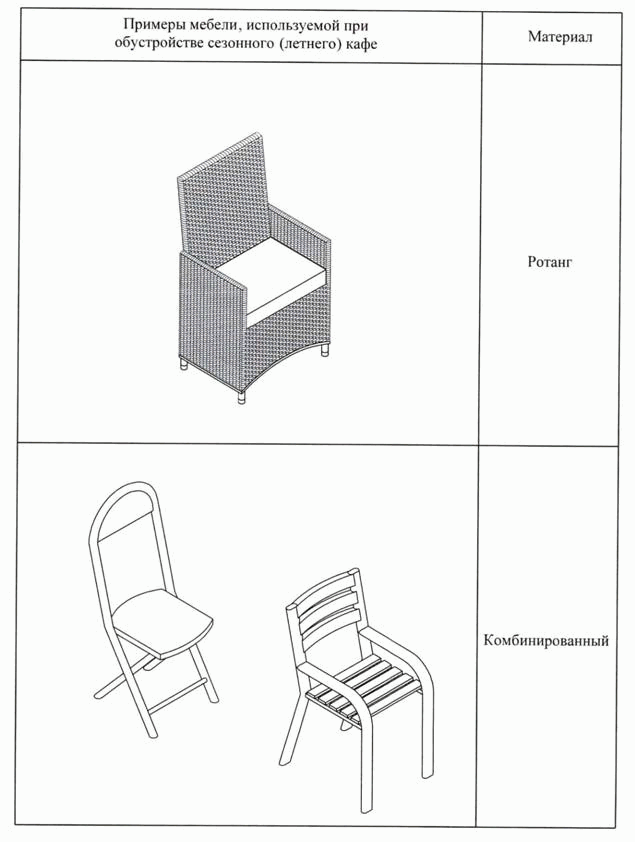 Примеры мебели, используемой при
обустройстве сезонного (летнего) кафе
Материал
Ротанг
Комбинированный